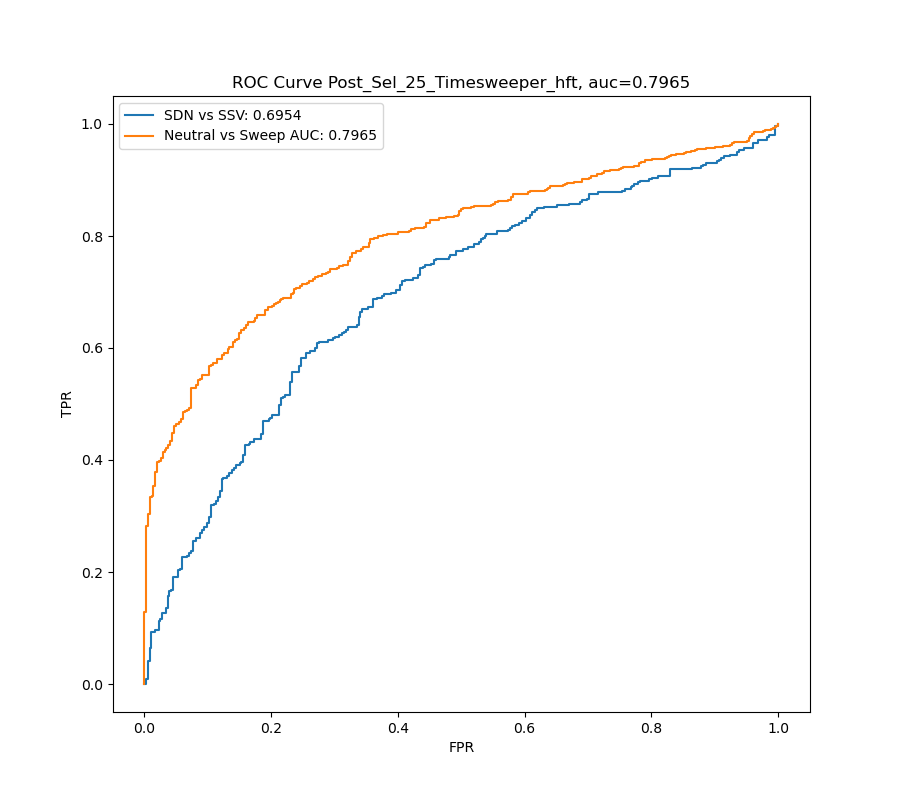 ROC Curve Post_Sel_25_Timesweeper_hft, auc=0.7965
SDN vs SSV: 0.6954
Neutral vs Sweep AUC: 0.7965
1.0
0.8
0.6
0.4
0.2
0.0
TPR
0.0 0.2 0.4 0.6 0.8 1.0
FPR